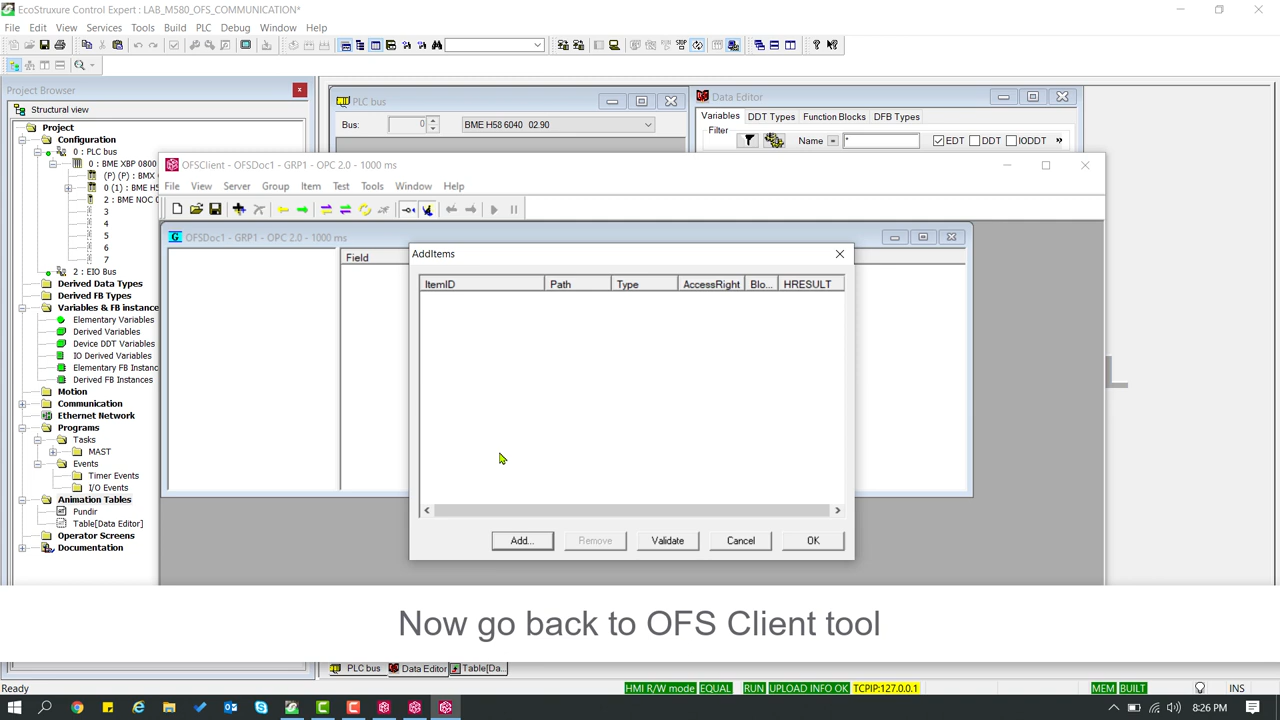 EcoStruxure Control Expert : LAB_M580_OFS_COMMUNICATION*
File Edit View Services Tools Build PLC Debug Window Help
Project Browser
Structural view
Project
Configuration
0 : PLC bus
0 : BME XBP 0800
(P) (P) : BMX
0 (1) : BME H5
2 : BME NOC 0
3
4
5
6
7
2 : EIO Bus
Derived Data Types
Derived FB Types
Variables & FB instance
Elementary Variables
Derived Variables
Device DDT Variables
IO Derived Variables
Elementary FB Instances
Derived FB Instances
Motion
Communication
Ethernet Network
Programs
Tasks
MAST
Events
Timer Events
I/O Events
Animation Tables
Pundir
Table[Data Editor]
Operator Screens
Documentation
PLC bus
Bus: 0 BME H58 6040 02.90
Data Editor
Variables DDT Types Function Blocks DFB Types
Filter
Name = * EDT DDT IODDT »
OFSClient - OFSDoc1 - GRP1 - OPC 2.0 - 1000 ms
File View Server Group Item Test Tools Window Help
OFSDoc1 - GRP1 - OPC 2.0 - 1000 ms
Field
AddItems
ItemID Path Type AccessRight Blo... HRESULT
Add... Remove Validate Cancel OK
Now go back to OFS Client tool
PLC bus Data Editor Table[Da...
Ready HMI R/W mode EQUAL RUN UPLOAD INFO OK TCPIP:127.0.0.1 MEM BUILT INS
8:26 PM